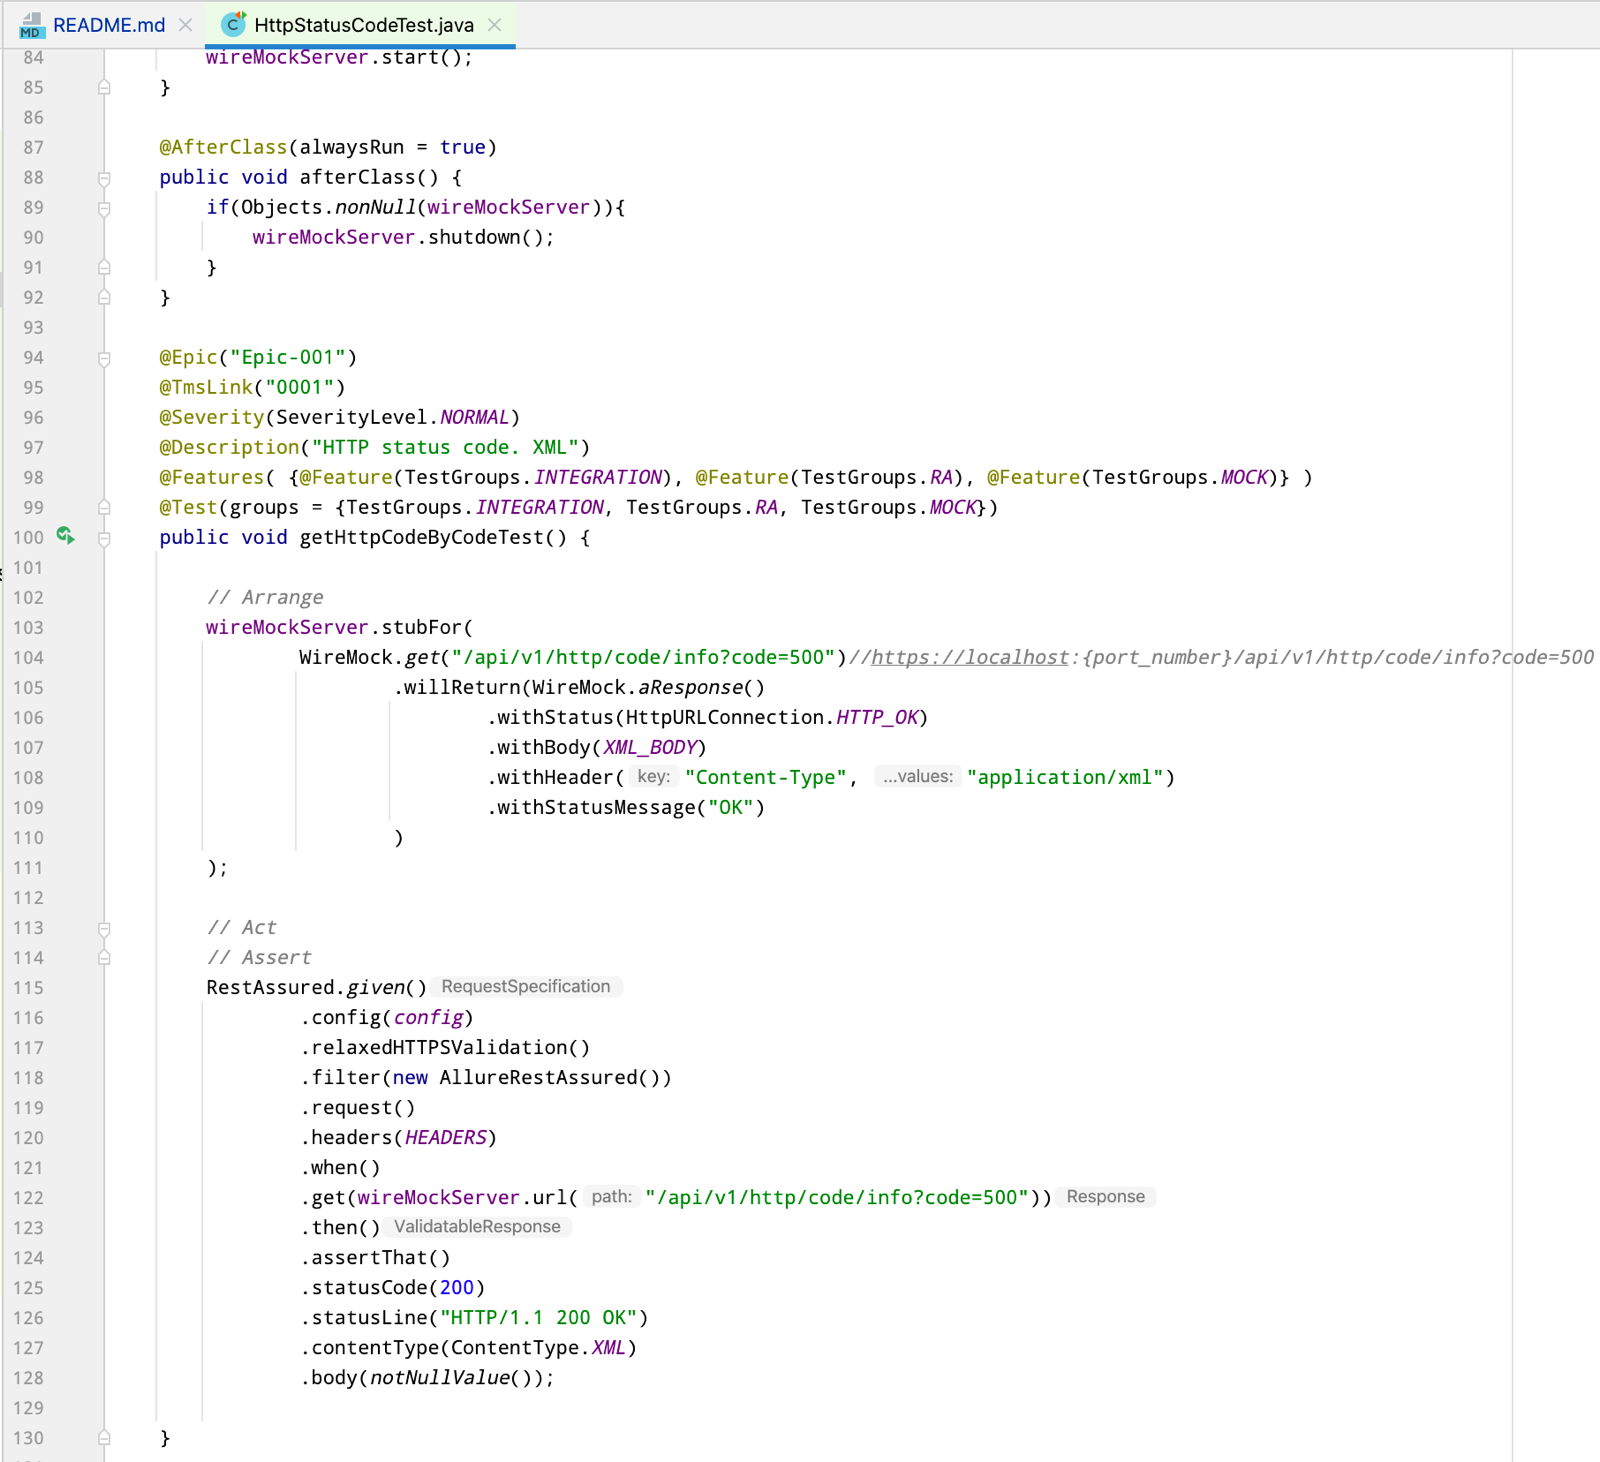 README.md HttpStatusCodeTest.java
84 wireMockServer.start();
85 }
86
87 @AfterClass(alwaysRun = true)
88 public void afterClass() {
89 if(Objects.nonNull(wireMockServer)){
90 wireMockServer.shutdown();
91 }
92 }
93
94 @Epic("Epic-001")
95 @TmsLink("0001")
96 @Severity(SeverityLevel.NORMAL)
97 @Description("HTTP status code. XML")
98 @Features( {@Feature(TestGroups.INTEGRATION), @Feature(TestGroups.RA), @Feature(TestGroups.MOCK)} )
99 @Test(groups = {TestGroups.INTEGRATION, TestGroups.RA, TestGroups.MOCK})
100 public void getHttpCodeByCodeTest() {
101
102 // Arrange
103 wireMockServer.stubFor(
104 WireMock.get("/api/v1/http/code/info?code=500")//https://localhost:{port_number}/api/v1/http/code/info?code=500
105 .willReturn(WireMock.aResponse()
106 .withStatus(HttpURLConnection.HTTP_OK)
107 .withBody(XML_BODY)
108 .withHeader( key: "Content-Type", ...values: "application/xml")
109 .withStatusMessage("OK")
110 )
111 );
112
113 // Act
114 // Assert
115 RestAssured.given() RequestSpecification
116 .config(config)
117 .relaxedHTTPSValidation()
118 .filter(new AllureRestAssured())
119 .request()
120 .headers(HEADERS)
121 .when()
122 .get(wireMockServer.url( path: "/api/v1/http/code/info?code=500")) Response
123 .then() ValidatableResponse
124 .assertThat()
125 .statusCode(200)
126 .statusLine("HTTP/1.1 200 OK")
127 .contentType(ContentType.XML)
128 .body(notNullValue());
129
130 }